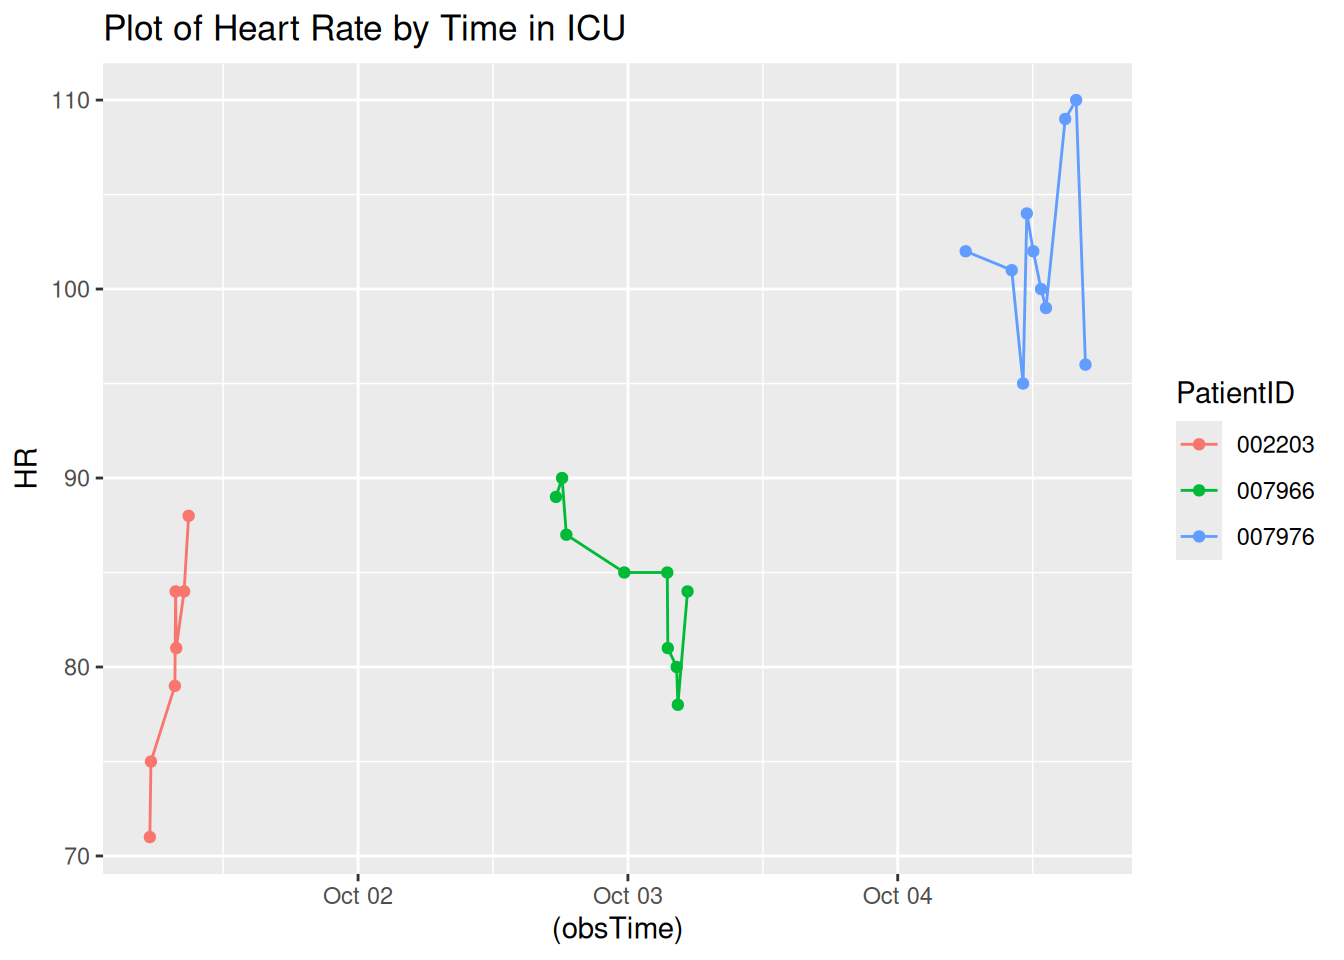 Plot of Heart Rate by Time in ICU
110
100
90
80
70
HR
Oct 02
Oct 03
Oct 04
(obsTime)
PatientID
002203
007966
007976